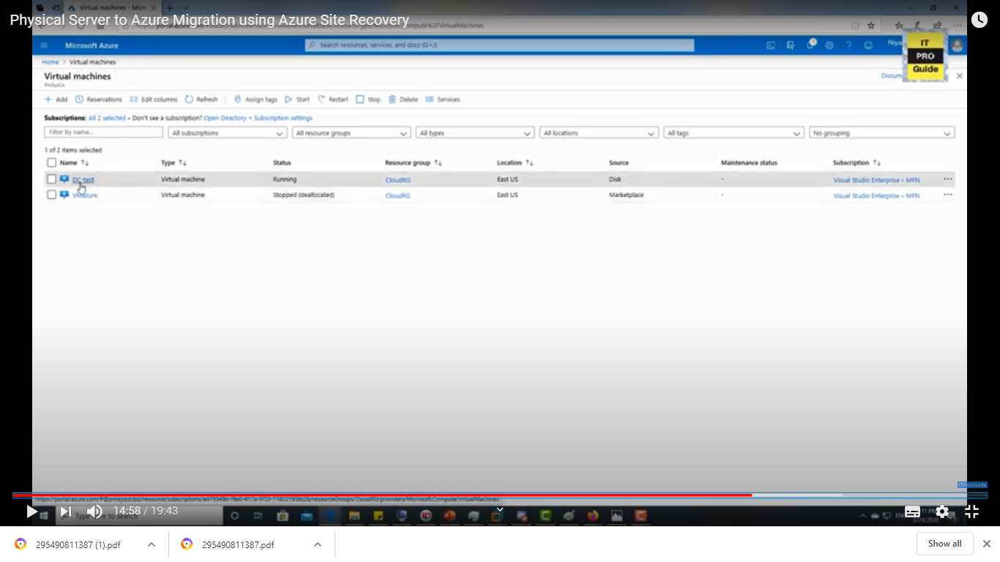 Virtual machines - Micr
Physical Server to Azure Migration using Azure Site Recovery
Microsoft Azure
Search resources, services, and docs (G+/)
IT
PRO
Guide
Home > Virtual machines
Virtual machines
ProSysCo
Add Reservations Edit columns Refresh Assign tags Start Restart Stop Delete Services
Subscriptions: All 2 selected – Don't see a subscription? Open Directory + Subscription settings
Filter by name... All subscriptions All resource groups All types All locations All tags No grouping
1 of 2 items selected
Name Type Status Resource group Location Source Maintenance status Subscription
DC-test Virtual machine Running CloudRG East US Disk - Visual Studio Enterprise – MPN
Virtual machine Stopped (deallocated) CloudRG East US Marketplace - Visual Studio Enterprise – MPN
ITProGuide
14:58 / 19:43
Type here to search
295490811387 (1).pdf
295490811387.pdf
Show all